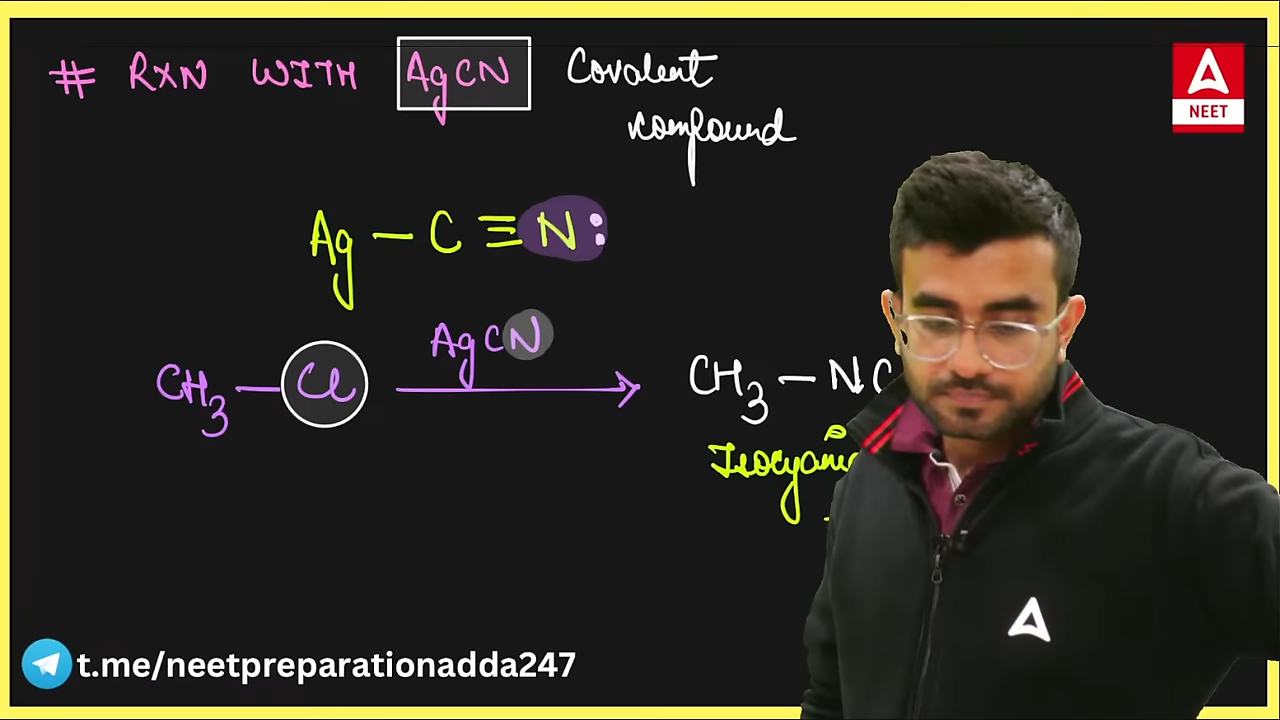 # RXN WITH AgCN Covalent
compound
NEET
Ag – C ≡ N:
AgCN
CH3 – Cl ⟶ CH3 – NC
t.me/neetpreparationadda247